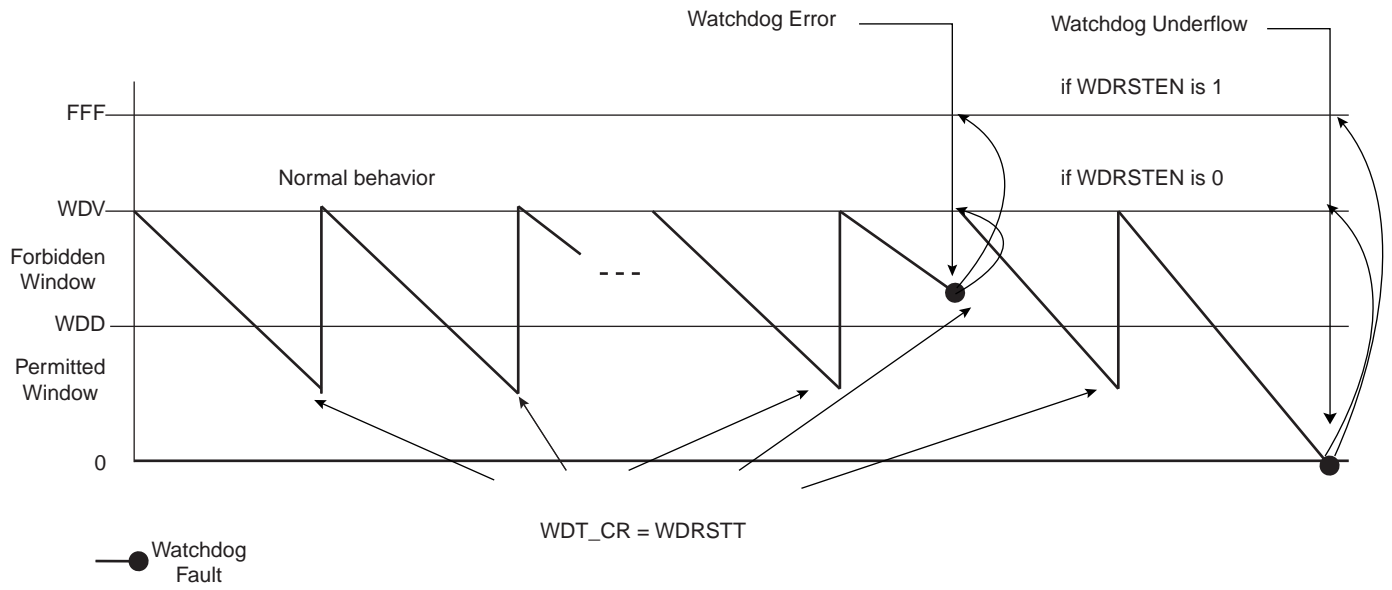 Watchdog Error
Watchdog Underflow
if WDRSTEN is 1
FFF
Normal behavior
if WDRSTEN is 0
WDV
Forbidden
Window
WDD
Permitted
Window
0
WDT_CR = WDRSTT
Watchdog
Fault